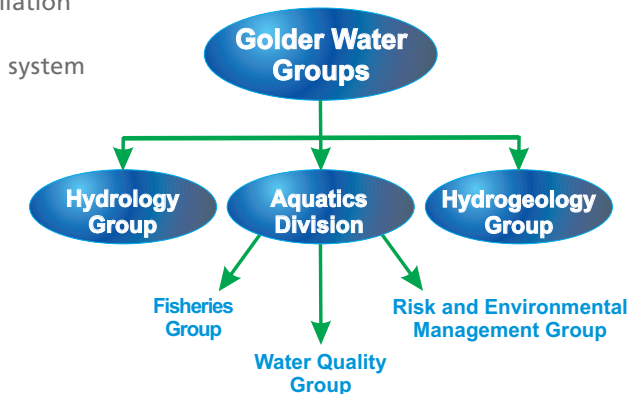 system
Golder Water
Groups
Hydrology
Group
Aquatics
Division
Hydrogeology
Group
Fisheries
Group
Risk and Environmental
Management Group
Water Quality
Group